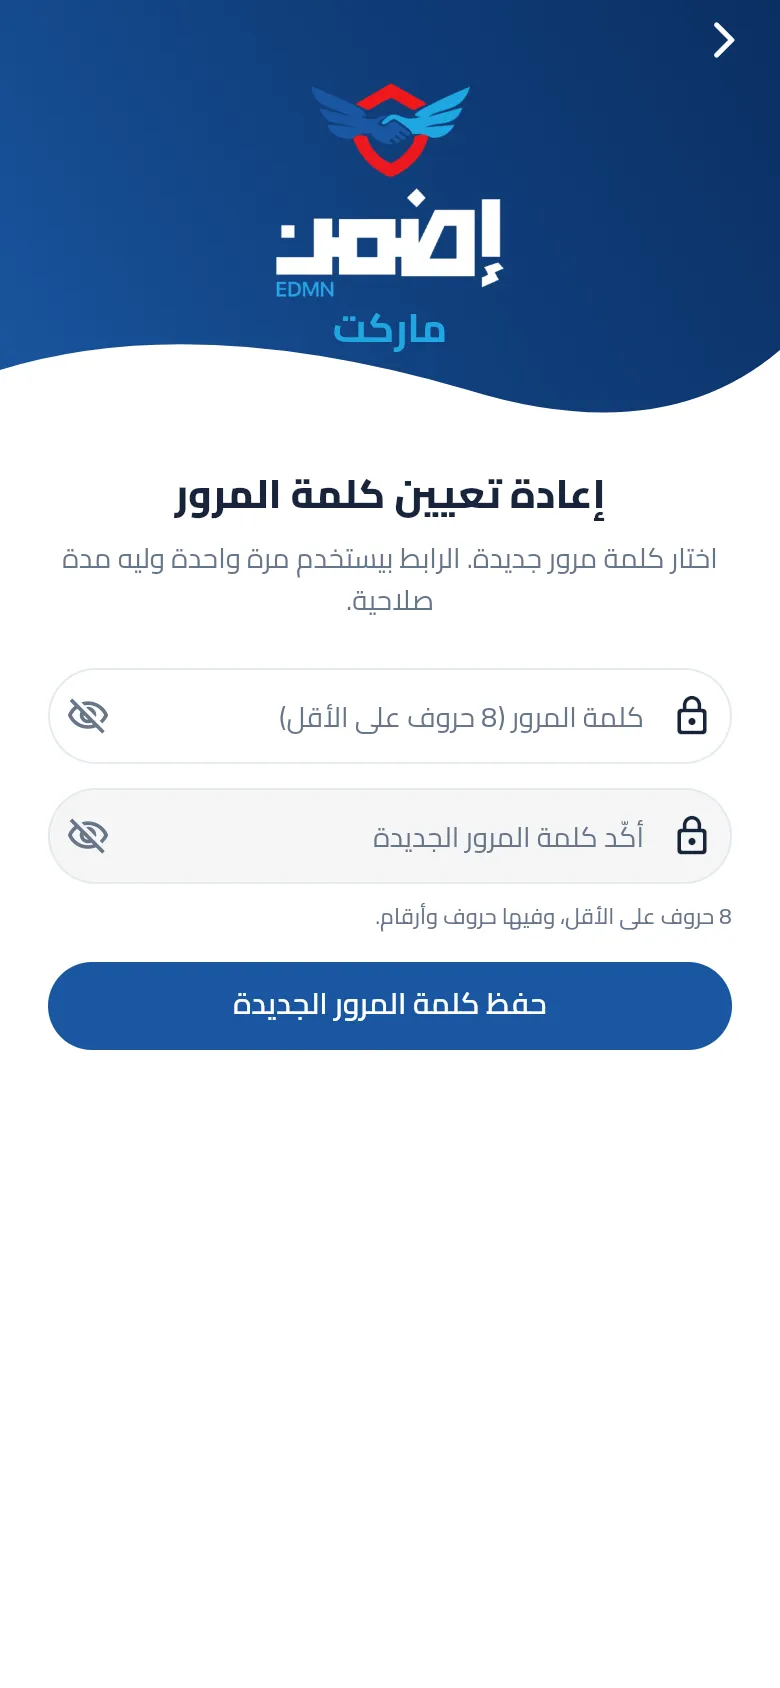 إضمن
EDMN
ماركت
إعادة تعيين كلمة المرور
اختار كلمة مرور جديدة. الرابط بيستخدم مرة واحدة وليه مدة
صلاحية.
كلمة المرور (8 حروف على الأقل)
أكّد كلمة المرور الجديدة
8 حروف على الأقل، وفيها حروف وأرقام.
حفظ كلمة المرور الجديدة